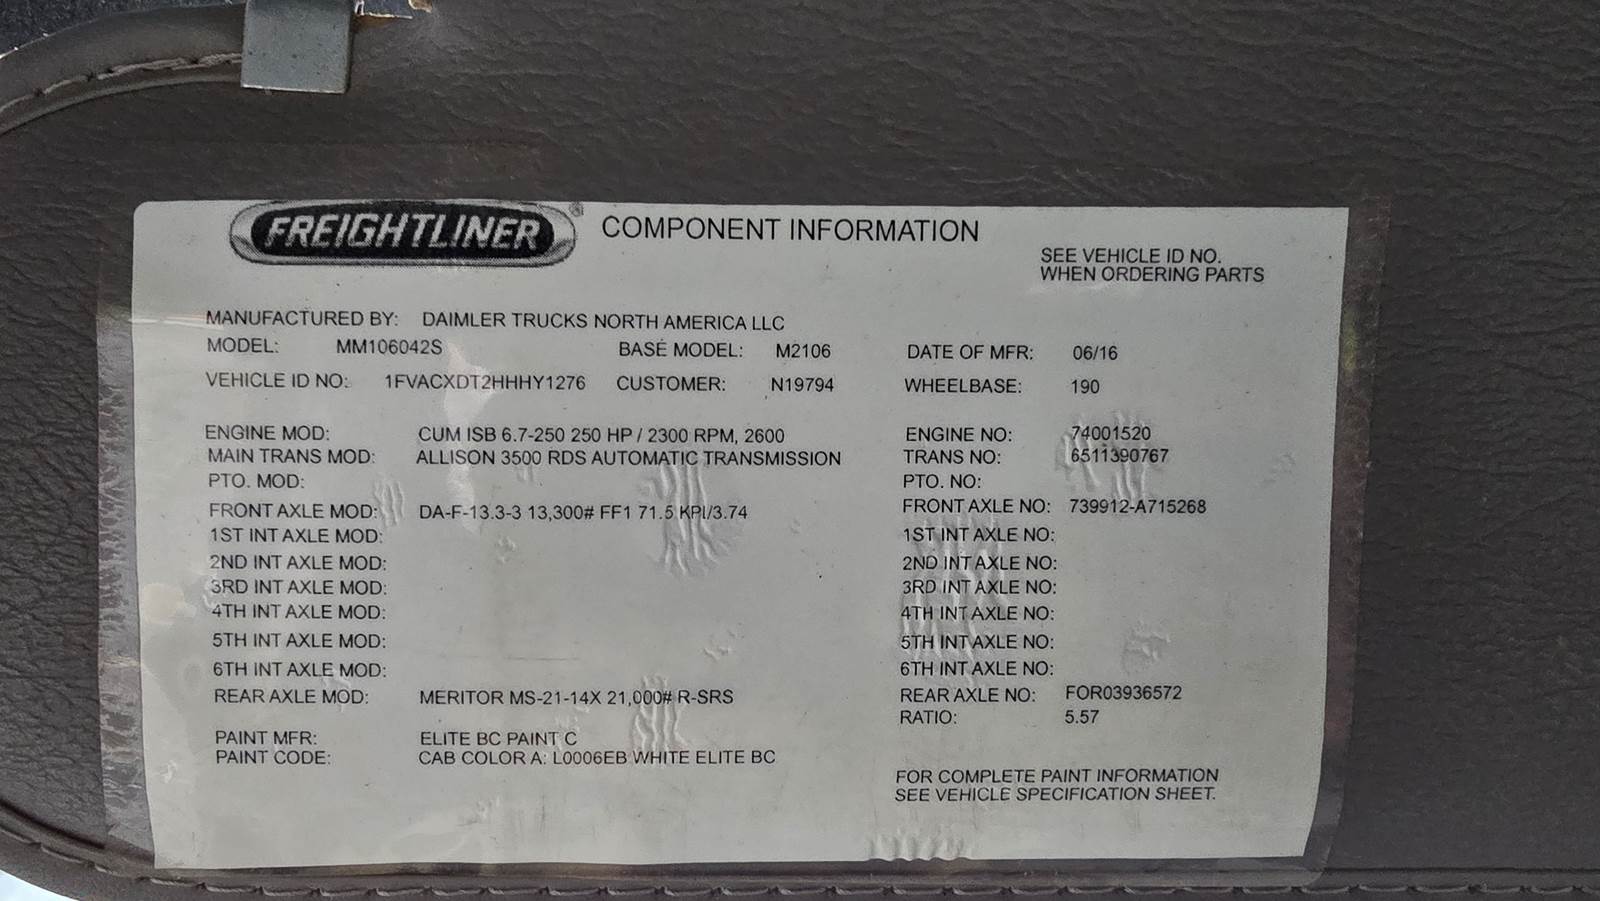 FREIGHTLINER® COMPONENT INFORMATION
SEE VEHICLE ID NO.
WHEN ORDERING PARTS
MANUFACTURED BY: DAIMLER TRUCKS NORTH AMERICA LLC
MODEL: MM106042S BASE MODEL: M2106 DATE OF MFR: 06/16
VEHICLE ID NO: 1FVACXDT2HHHY1276 CUSTOMER: N19794 WHEELBASE: 190
ENGINE MOD: CUM ISB 6.7-250 250 HP / 2300 RPM, 2600 ENGINE NO: 74001520
MAIN TRANS MOD: ALLISON 3500 RDS AUTOMATIC TRANSMISSION TRANS NO: 6511390767
PTO. MOD: PTO. NO:
FRONT AXLE MOD: DA-F-13.3-3 13,300# FF1 71.5 KPI/3.74 FRONT AXLE NO: 739912-A715268
1ST INT AXLE MOD: 1ST INT AXLE NO:
2ND INT AXLE MOD: 2ND INT AXLE NO:
3RD INT AXLE MOD: 3RD INT AXLE NO:
4TH INT AXLE MOD: 4TH INT AXLE NO:
5TH INT AXLE MOD: 5TH INT AXLE NO:
6TH INT AXLE MOD: 6TH INT AXLE NO:
REAR AXLE MOD: MERITOR MS-21-14X 21,000# R-SRS REAR AXLE NO: FOR03936572
RATIO: 5.57
PAINT MFR: ELITE BC PAINT C
PAINT CODE: CAB COLOR A: L0006EB WHITE ELITE BC
FOR COMPLETE PAINT INFORMATION
SEE VEHICLE SPECIFICATION SHEET.